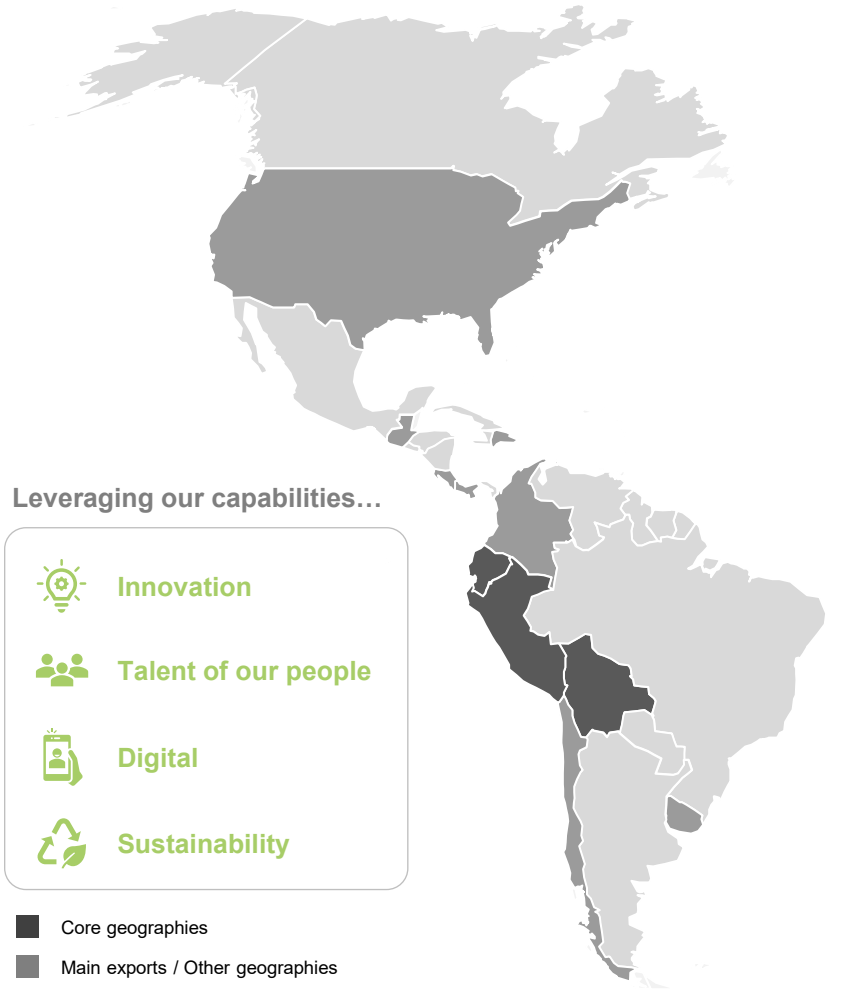 Leveraging our capabilities…
Innovation
Talent of our people
Digital
Sustainability
Core geographies
Main exports / Other geographies